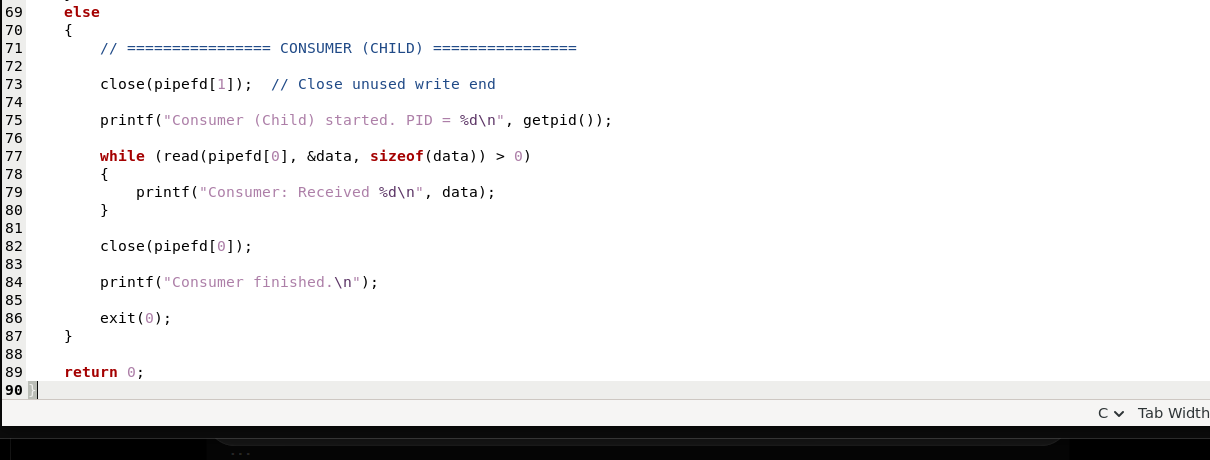 69 else
70 {
71 // ================ CONSUMER (CHILD) ================
72
73 close(pipefd[1]); // Close unused write end
74
75 printf("Consumer (Child) started. PID = %d\n", getpid());
76
77 while (read(pipefd[0], &data, sizeof(data)) > 0)
78 {
79 printf("Consumer: Received %d\n", data);
80 }
81
82 close(pipefd[0]);
83
84 printf("Consumer finished.\n");
85
86 exit(0);
87 }
88
89 return 0;
90 }
C Tab Width